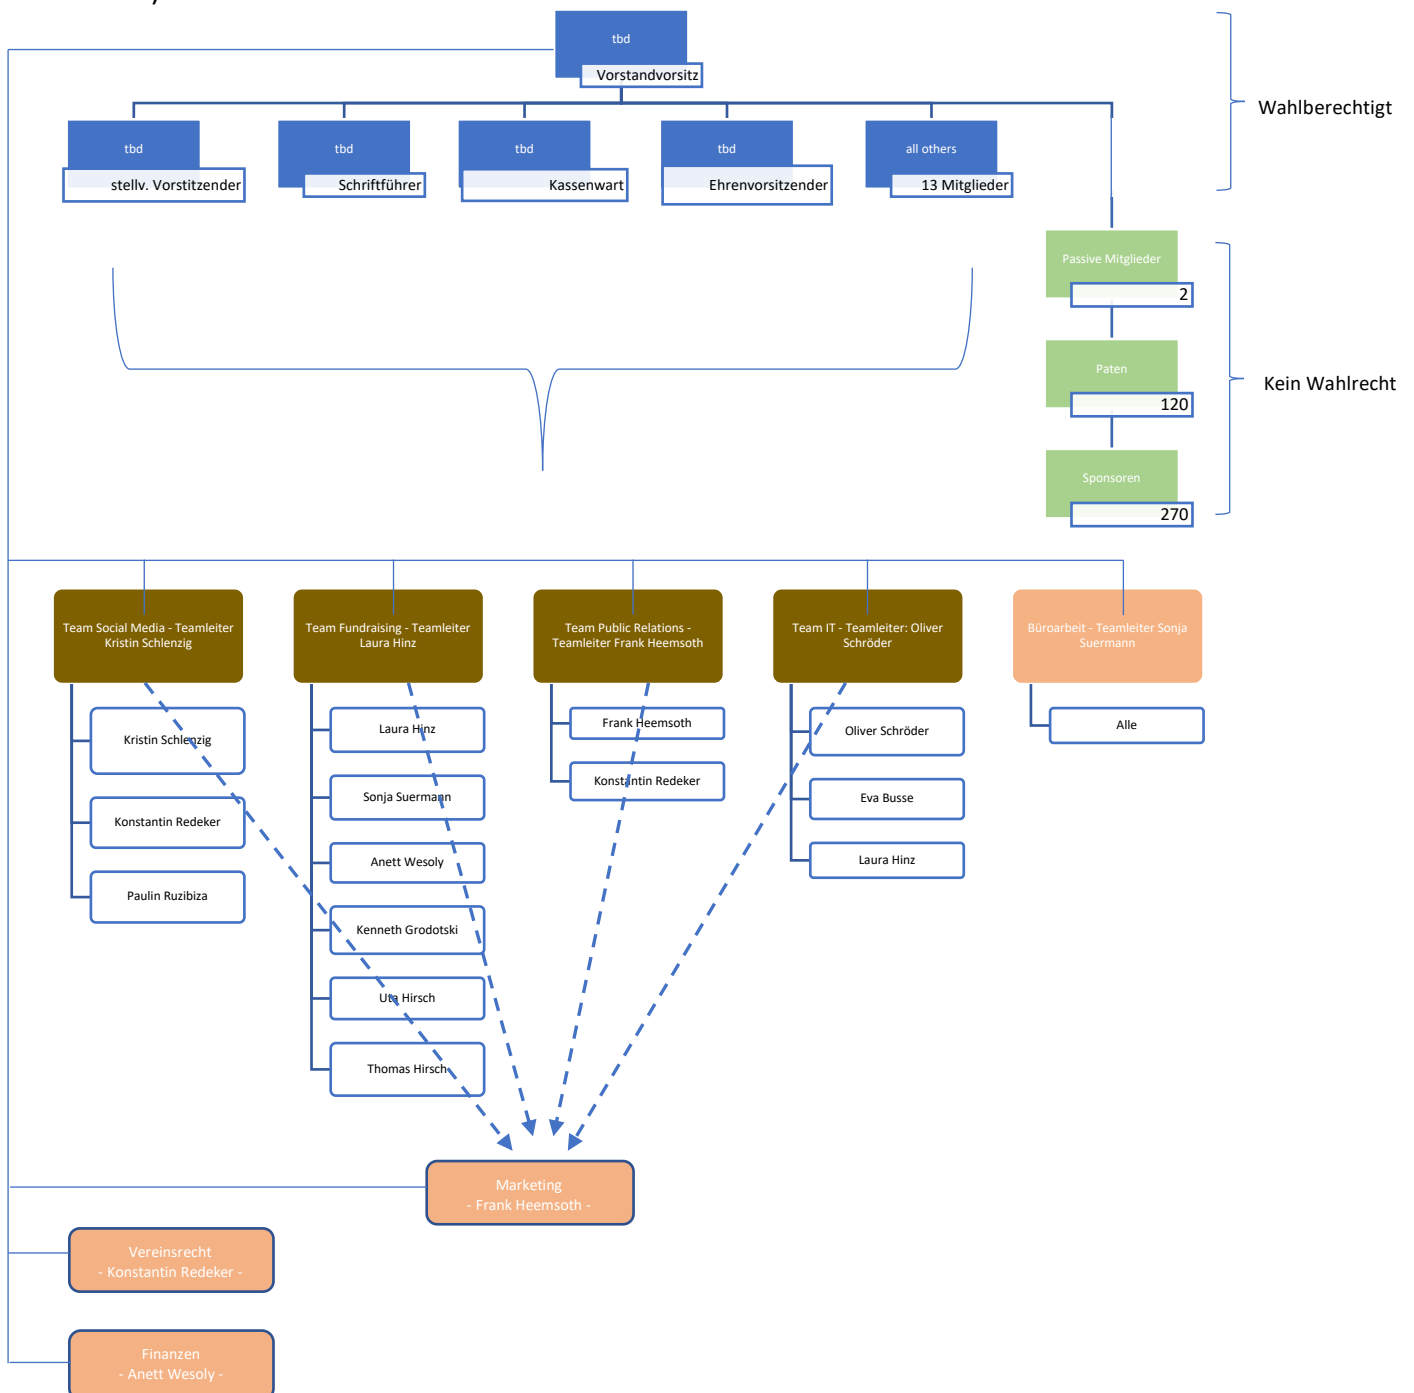 tbd
Vorstandvorsitz
Wahlberechtigt
tbd
stellv. Vorstitzender
tbd
Schriftführer
tbd
Kassenwart
tbd
Ehrenvorsitzender
all others
13 Mitglieder
Passive Mitglieder
2
Paten
120
Kein Wahlrecht
Sponsoren
270
Team Social Media - Teamleiter
Kristin Schlenzig
Team Fundraising - Teamleiter
Laura Hinz
Team Public Relations -
Teamleiter Frank Heemsoth
Team IT - Teamleiter: Oliver
Schröder
Büroarbeit - Teamleiter Sonja
Suermann
Kristin Schlenzig
Konstantin Redeker
Paulin Ruzibiza
Laura Hinz
Sonja Suermann
Anett Wesoly
Kenneth Grodotski
Uta Hirsch
Thomas Hirsch
Frank Heemsoth
Konstantin Redeker
Oliver Schröder
Eva Busse
Laura Hinz
Alle
Marketing
- Frank Heemsoth -
Vereinsrecht
- Konstantin Redeker -
Finanzen
- Anett Wesoly -